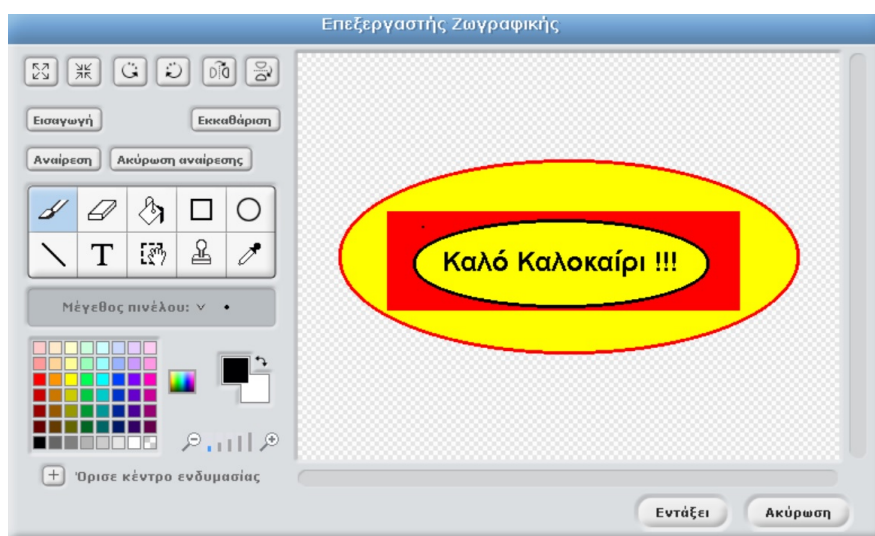 Επεξεργαστής Ζωγραφικής
Εισαγωγή Εκκαθάριση
Αναίρεση Ακύρωση αναίρεσης
T
Μέγεθος πινέλου:
Όρισε κέντρο ενδυμασίας
Καλό Καλοκαίρι !!!
Εντάξει Ακύρωση